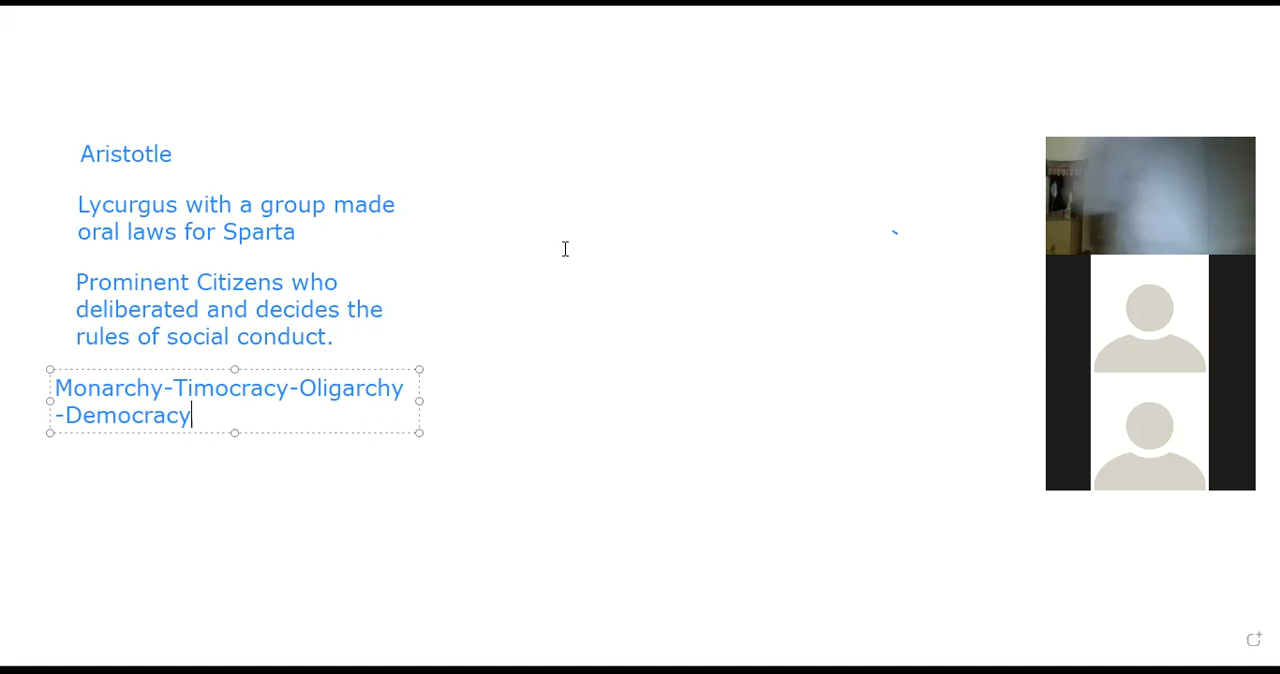 Aristotle
Lycurgus with a group made
oral laws for Sparta
Prominent Citizens who
deliberated and decides the
rules of social conduct.
Monarchy-Timocracy-Oligarchy
-Democracy